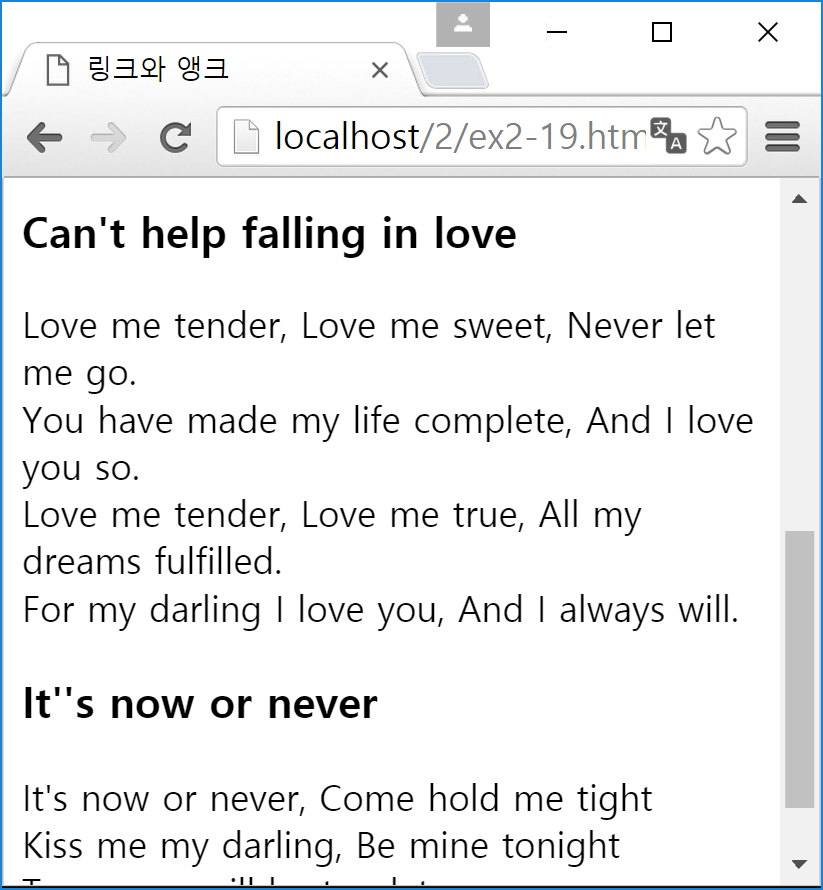 링크와 앵크
localhost/2/ex2-19.htm
Can't help falling in love
Love me tender, Love me sweet, Never let
me go.
You have made my life complete, And I love
you so.
Love me tender, Love me true, All my
dreams fulfilled.
For my darling I love you, And I always will.
It''s now or never
It's now or never, Come hold me tight
Kiss me my darling, Be mine tonight